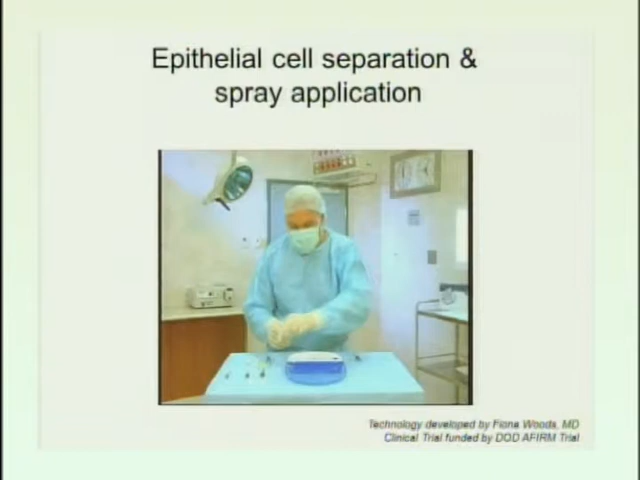 Epithelial cell separation &
spray application
Technology developed by Fiona Woods, MD
Clinical Trial funded by DOD AFIRM Trial